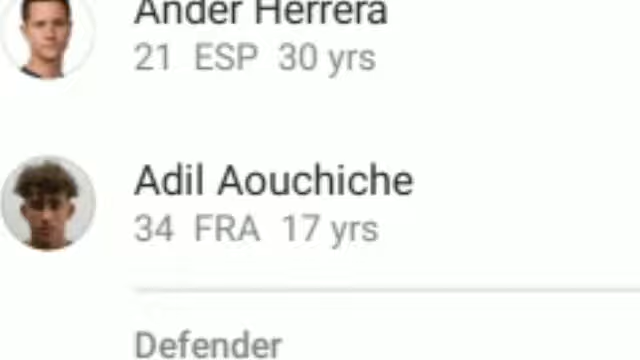 Ander Herrera
21 ESP 30 yrs
Adil Aouchiche
34 FRA 17 yrs
Defender